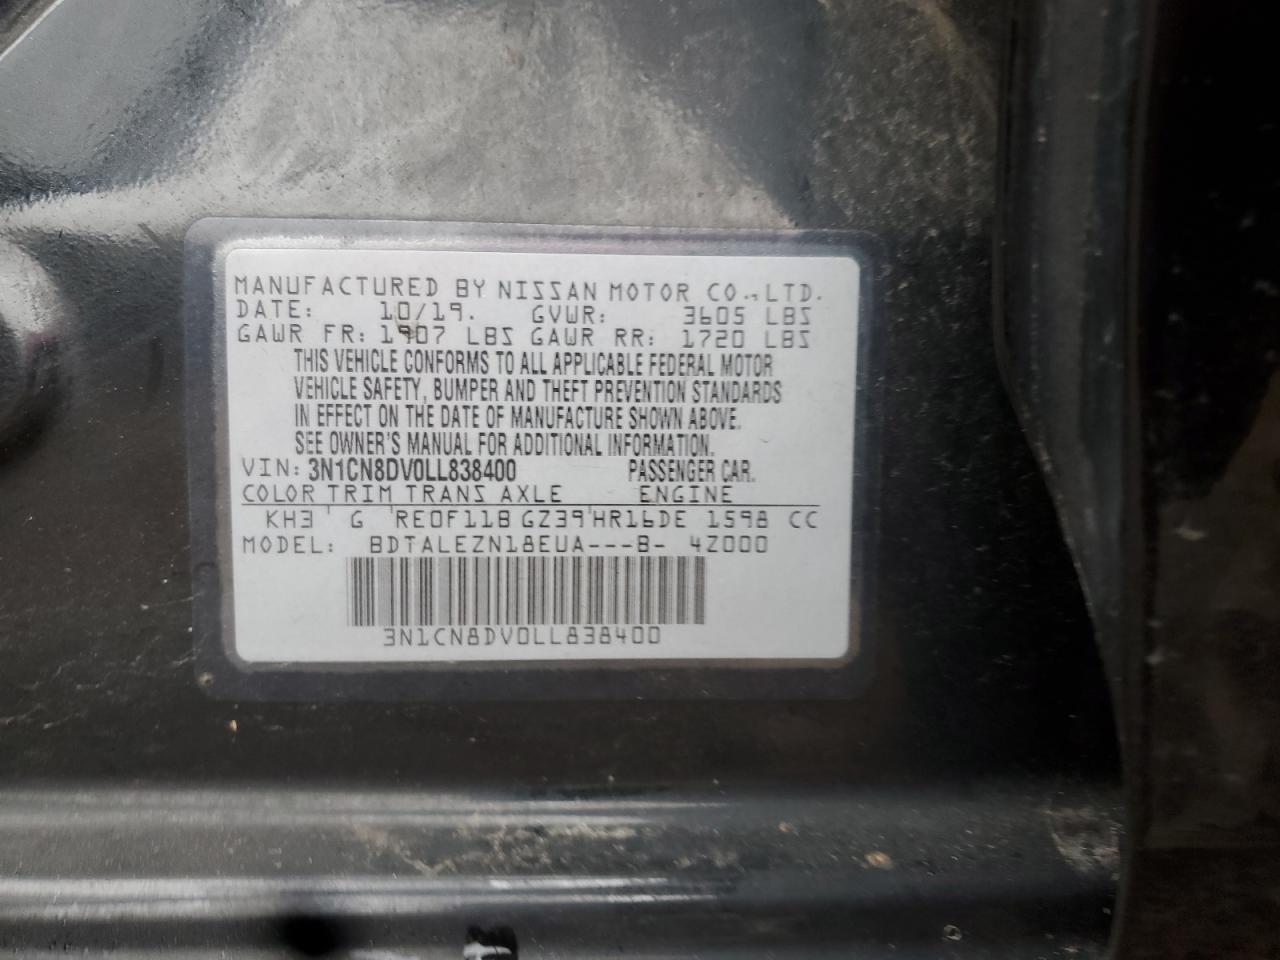 MANUFACTURED BY NISSAN MOTOR CO., LTD.
DATE: 10/19. GVWR: 3605 LBS
GAWR FR: 1907 LBS GAWR RR: 1720 LBS
THIS VEHICLE CONFORMS TO ALL APPLICABLE FEDERAL MOTOR
VEHICLE SAFETY, BUMPER AND THEFT PREVENTION STANDARDS
IN EFFECT ON THE DATE OF MANUFACTURE SHOWN ABOVE.
SEE OWNER'S MANUAL FOR ADDITIONAL INFORMATION.
VIN: 3N1CN8DV0LL838400 PASSENGER CAR.
COLOR TRIM TRANS AXLE ENGINE
KH3 ' G 'RE0F11B GZ39'HR16DE 1598 CC
MODEL: BDTALEZN18EUA---B- 4Z000
3N1CN8DV0LL838400